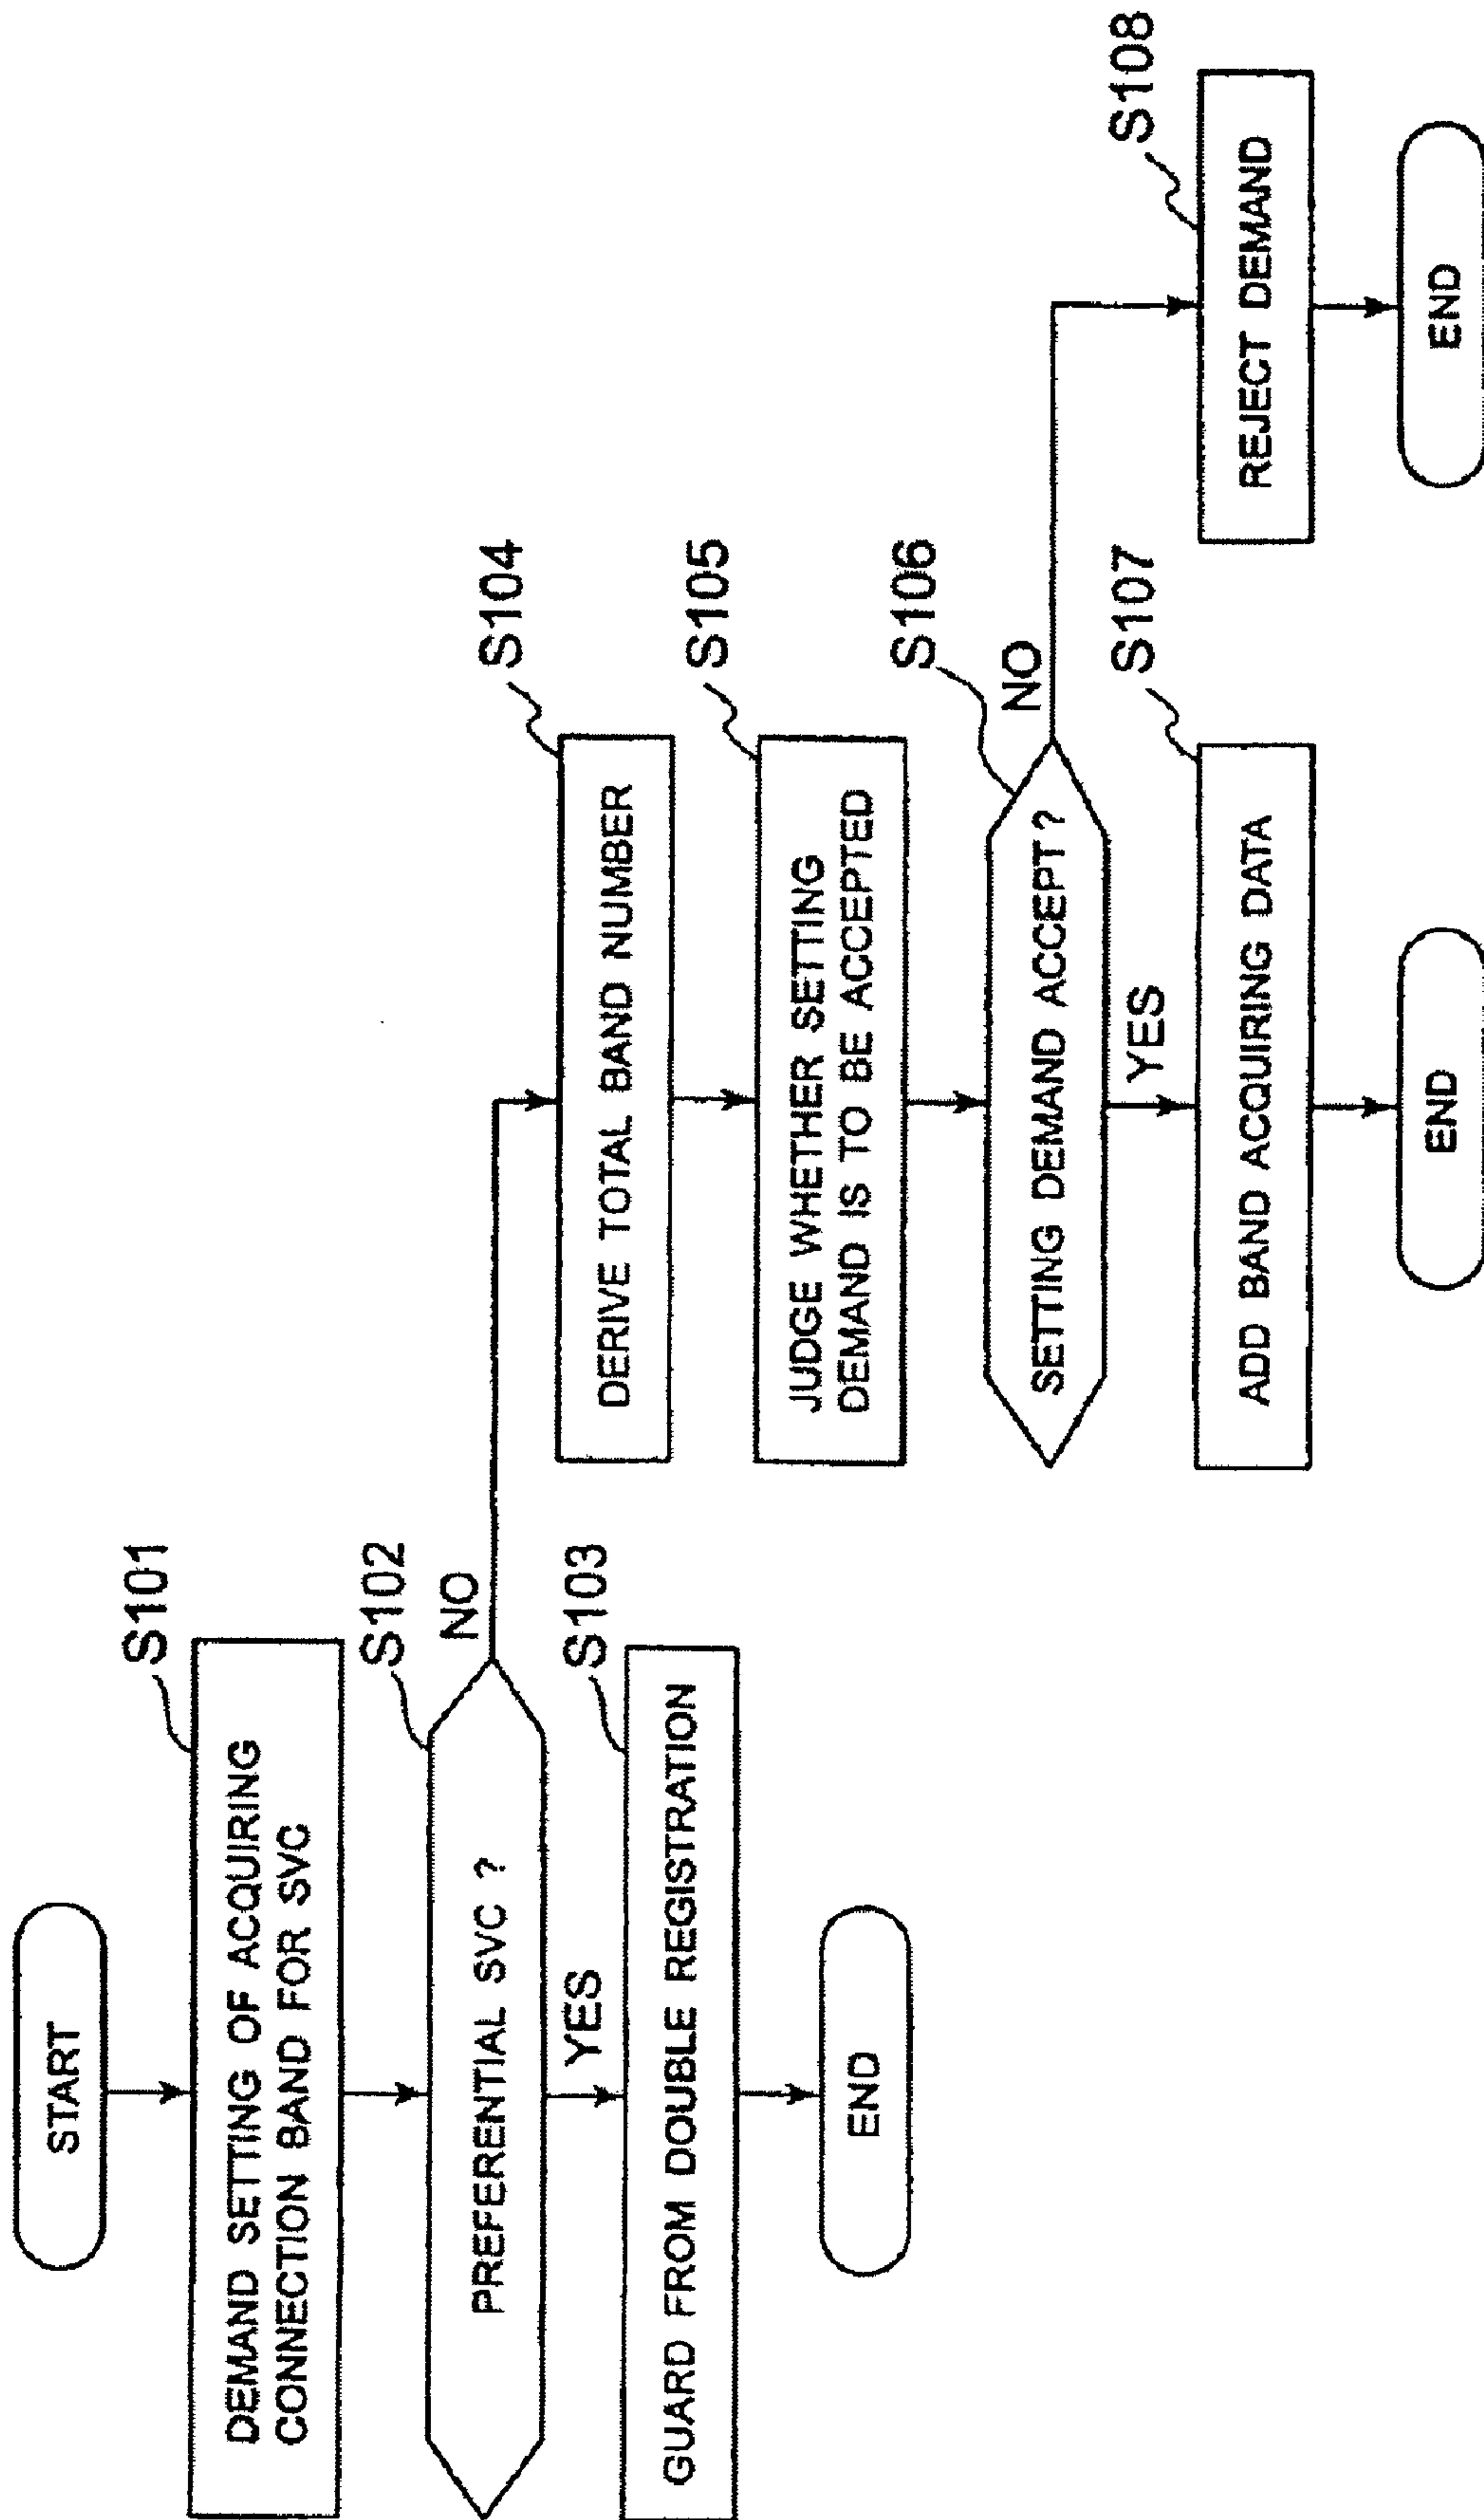 START
S101
DEMAND SETTING OF ACQUIRING
CONNECTION BAND FOR SVC
S102
PREFERENTIAL SVC ?
NO
YES
S103
GUARD FROM DOUBLE REGISTRATION
END
S104
DERIVE TOTAL BAND NUMBER
S105
JUDGE WHETHER SETTING
DEMAND IS TO BE ACCEPTED
S106
SETTING DEMAND ACCEPT ?
NO
YES
S107
ADD BAND ACQUIRING DATA
END
S108
REJECT DEMAND
END